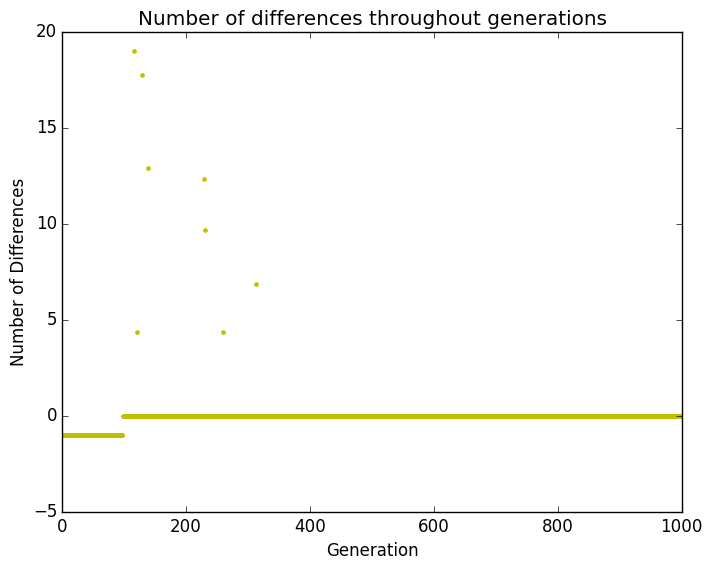 Number of differences throughout generations
20
15
10
5
0
−5
Number of Differences
0 200 400 600 800 1000
Generation